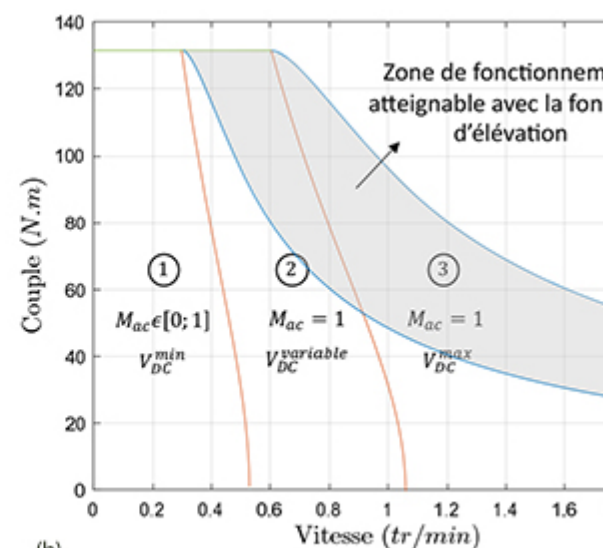 140
120
100
80
60
40
20
0
Couple (N.m)
Zone de fonctionnem
atteignable avec la fon
d'élévation
1
2
3
M_ac ϵ[0; 1]
M_ac = 1
M_ac = 1
V_DC^min
V_DC^variable
V_DC^max
0 0.2 0.4 0.6 0.8 1 1.2 1.4 1.6
Vitesse (tr/min)